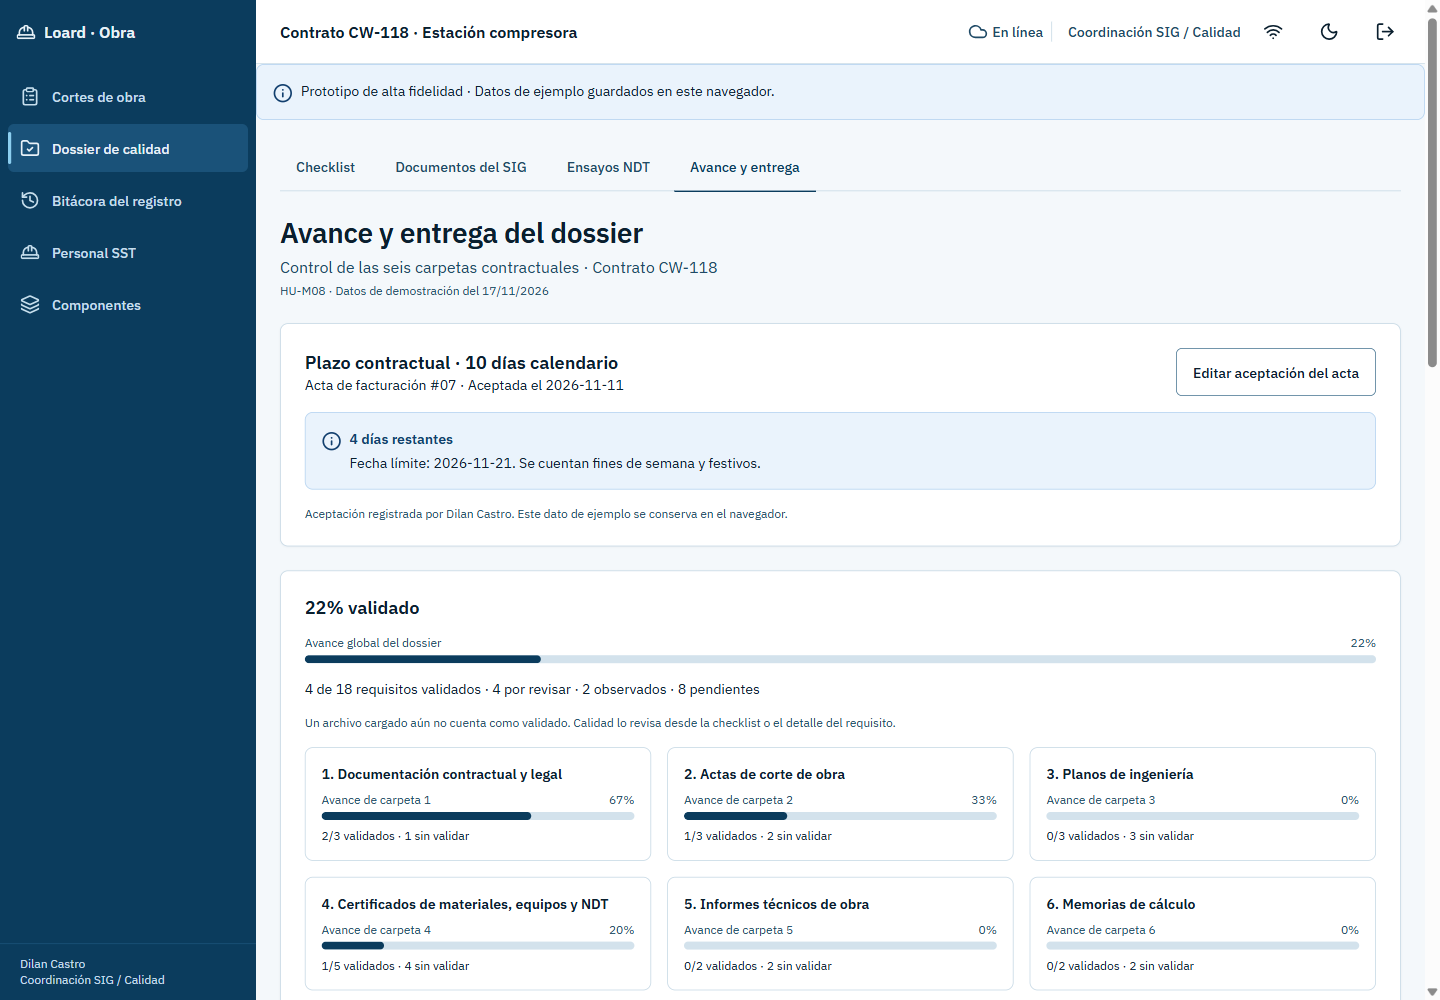 Loard · Obra
Contrato CW-118 · Estación compresora
En línea
Coordinación SIG / Calidad
Cortes de obra
Dossier de calidad
Bitácora del registro
Personal SST
Componentes
Prototipo de alta fidelidad · Datos de ejemplo guardados en este navegador.
Checklist
Documentos del SIG
Ensayos NDT
Avance y entrega
Avance y entrega del dossier
Control de las seis carpetas contractuales · Contrato CW-118
HU-M08 · Datos de demostración del 17/11/2026
Plazo contractual · 10 días calendario
Acta de facturación #07 · Aceptada el 2026-11-11
Editar aceptación del acta
4 días restantes
Fecha límite: 2026-11-21. Se cuentan fines de semana y festivos.
Aceptación registrada por Dilan Castro. Este dato de ejemplo se conserva en el navegador.
22% validado
Avance global del dossier 22%
4 de 18 requisitos validados · 4 por revisar · 2 observados · 8 pendientes
Un archivo cargado aún no cuenta como validado. Calidad lo revisa desde la checklist o el detalle del requisito.
1. Documentación contractual y legal
Avance de carpeta 1 67%
2/3 validados · 1 sin validar
2. Actas de corte de obra
Avance de carpeta 2 33%
1/3 validados · 2 sin validar
3. Planos de ingeniería
Avance de carpeta 3 0%
0/3 validados · 3 sin validar
4. Certificados de materiales, equipos y NDT
Avance de carpeta 4 20%
1/5 validados · 4 sin validar
5. Informes técnicos de obra
Avance de carpeta 5 0%
0/2 validados · 2 sin validar
6. Memorias de cálculo
Avance de carpeta 6 0%
0/2 validados · 2 sin validar
Dilan Castro
Coordinación SIG / Calidad